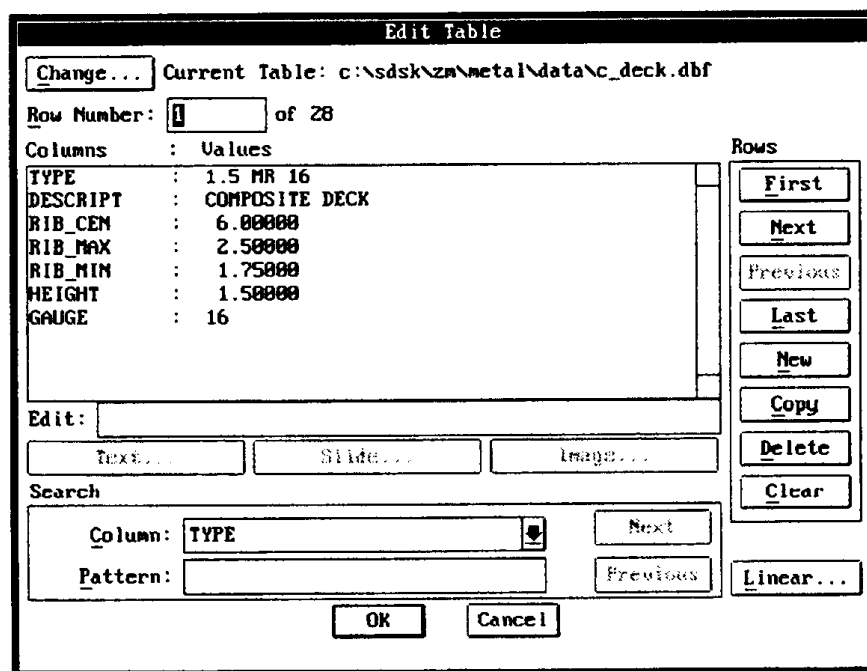 Edit Table
Change... Current Table: c:\sdsk\zm\metal\data\c_deck.dbf
Row Number: 1 of 28
Columns : Values
TYPE : 1.5 MR 16
DESCRIPT : COMPOSITE DECK
RIB_CEN : 6.00000
RIB_MAX : 2.50000
RIB_MIN : 1.75000
HEIGHT : 1.50000
GAUGE : 16
Edit:
Text... Slide... Image...
Rows
First
Next
Previous
Last
New
Copy
Delete
Clear
Search
Column: TYPE Next
Pattern: Previous
Linear...
OK Cancel